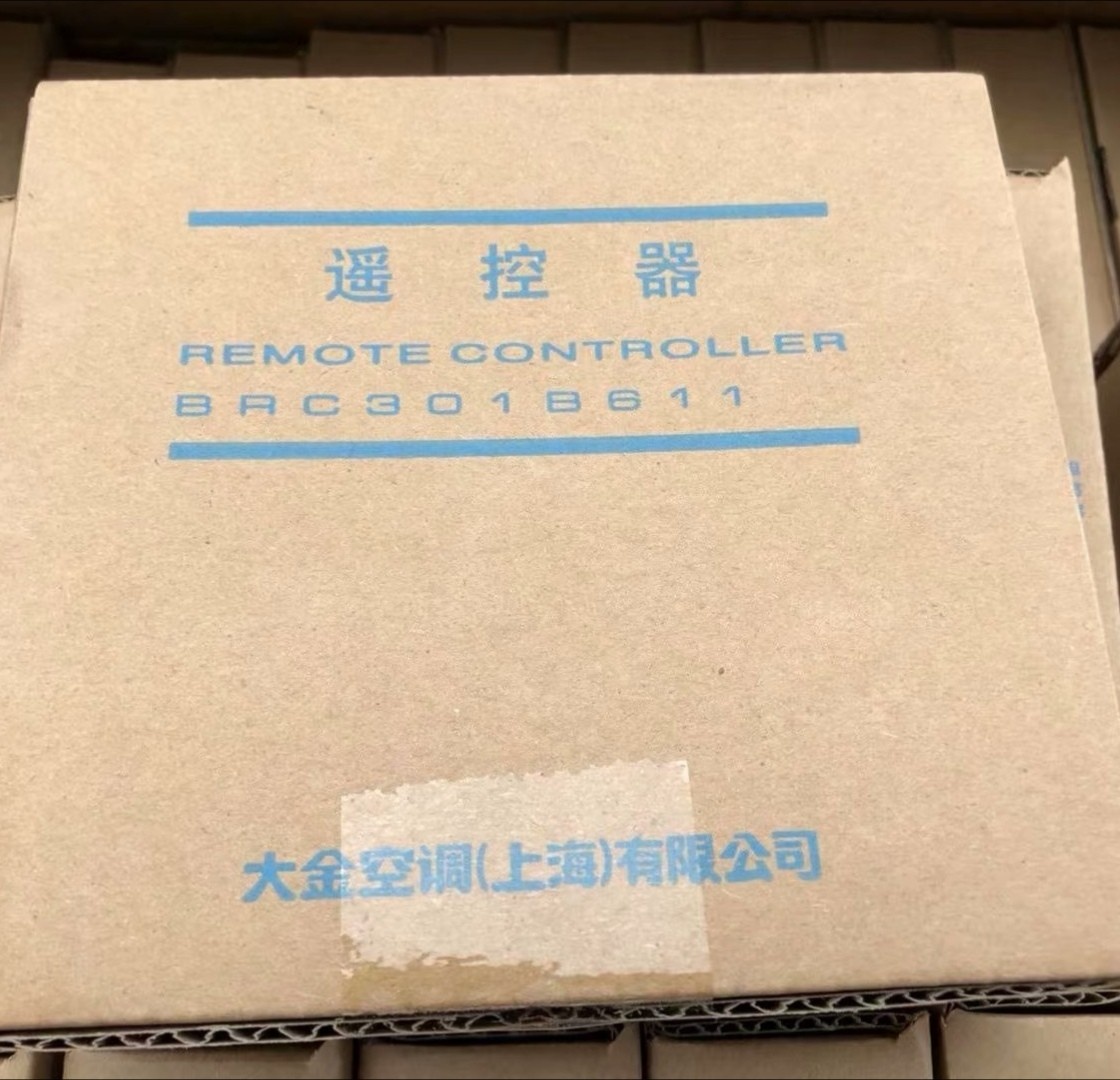 遥控器
REMOTE CONTROLLER
BRC301B611
大金空调(上海)有限公司